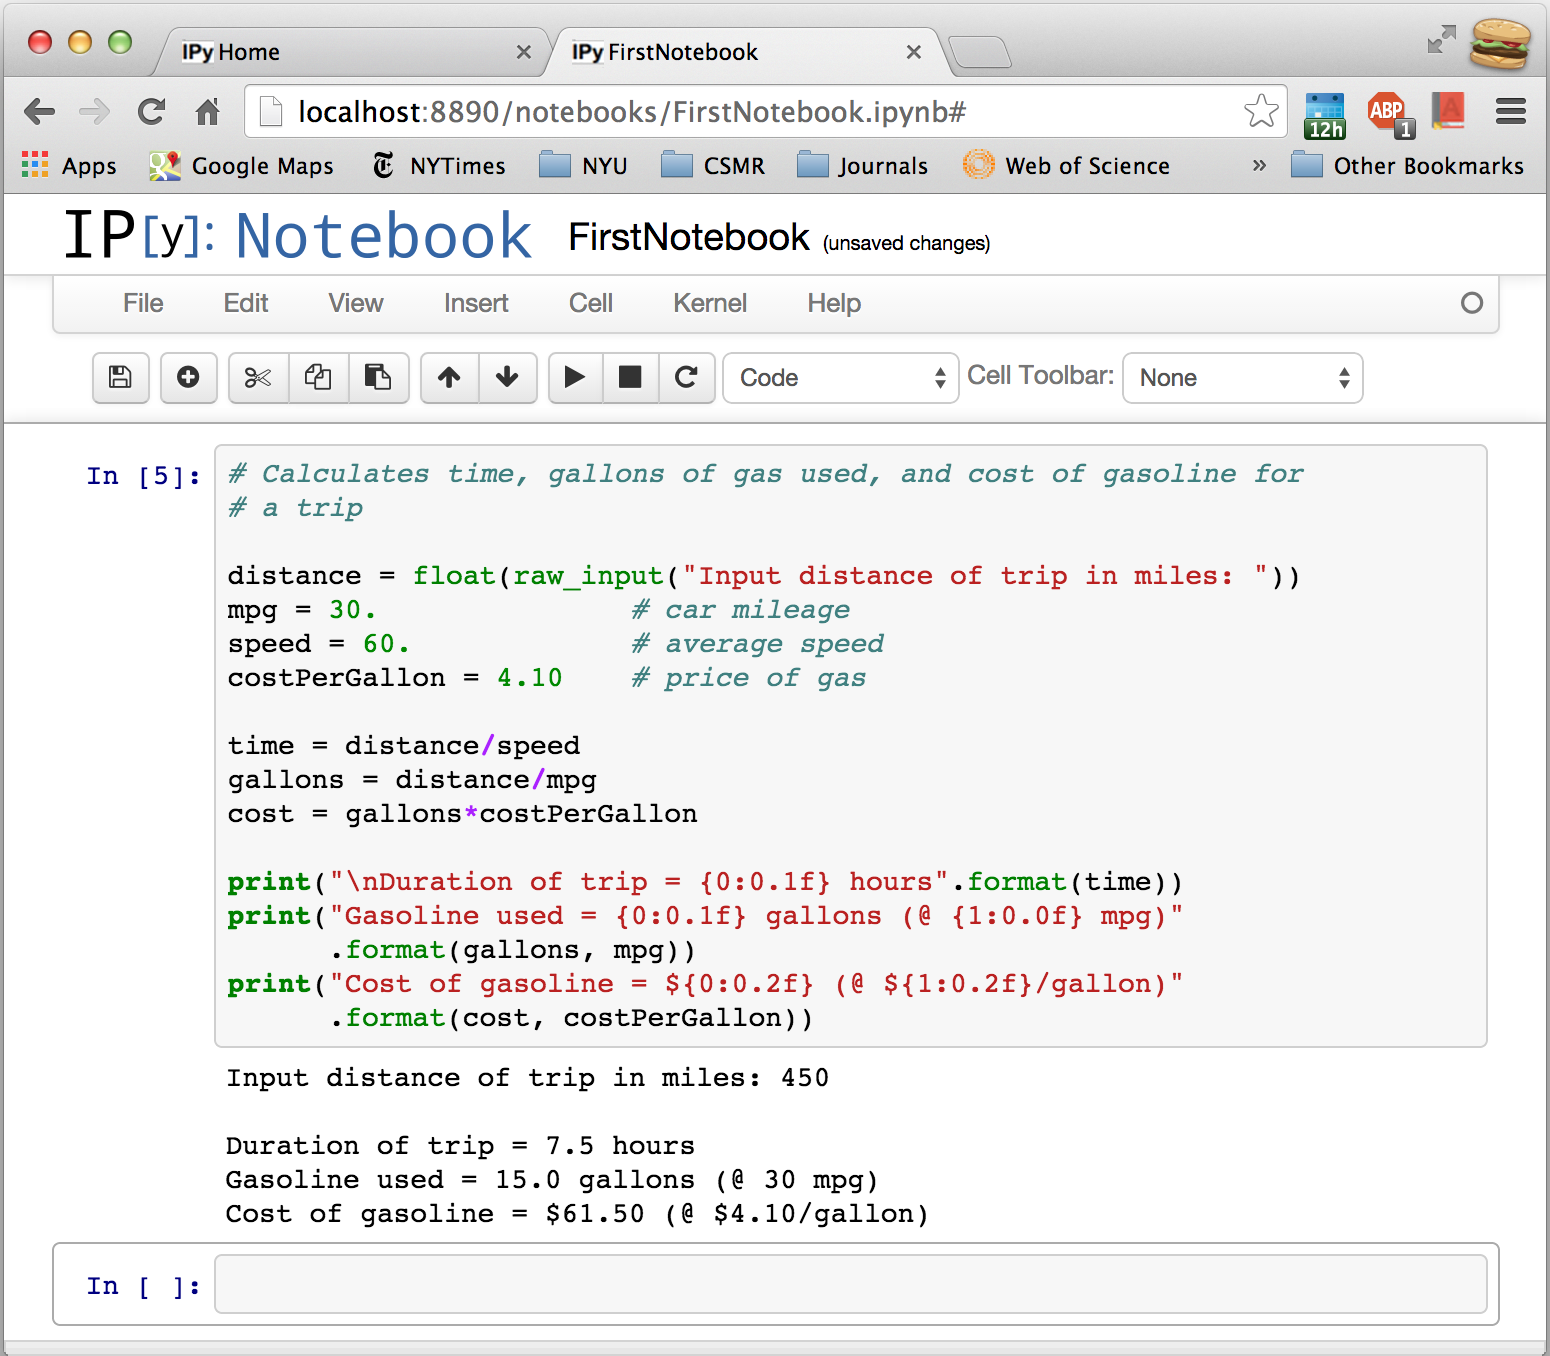 IPy Home
IPy FirstNotebook
localhost:8890/notebooks/FirstNotebook.ipynb#
12h
ABP
1
Apps
Google Maps
NYTimes
NYU
CSMR
Journals
Web of Science
»
Other Bookmarks
IP[y]: Notebook
FirstNotebook (unsaved changes)
File Edit View Insert Cell Kernel Help
Code
Cell Toolbar:
None
In [5]:
# Calculates time, gallons of gas used, and cost of gasoline for
# a trip
distance = float(raw_input("Input distance of trip in miles: "))
mpg = 30.               # car mileage
speed = 60.             # average speed
costPerGallon = 4.10    # price of gas
time = distance/speed
gallons = distance/mpg
cost = gallons*costPerGallon
print("\nDuration of trip = {0:0.1f} hours".format(time))
print("Gasoline used = {0:0.1f} gallons (@ {1:0.0f} mpg)"
      .format(gallons, mpg))
print("Cost of gasoline = ${0:0.2f} (@ ${1:0.2f}/gallon)"
      .format(cost, costPerGallon))
Input distance of trip in miles: 450
Duration of trip = 7.5 hours
Gasoline used = 15.0 gallons (@ 30 mpg)
Cost of gasoline = $61.50 (@ $4.10/gallon)
In [ ]: